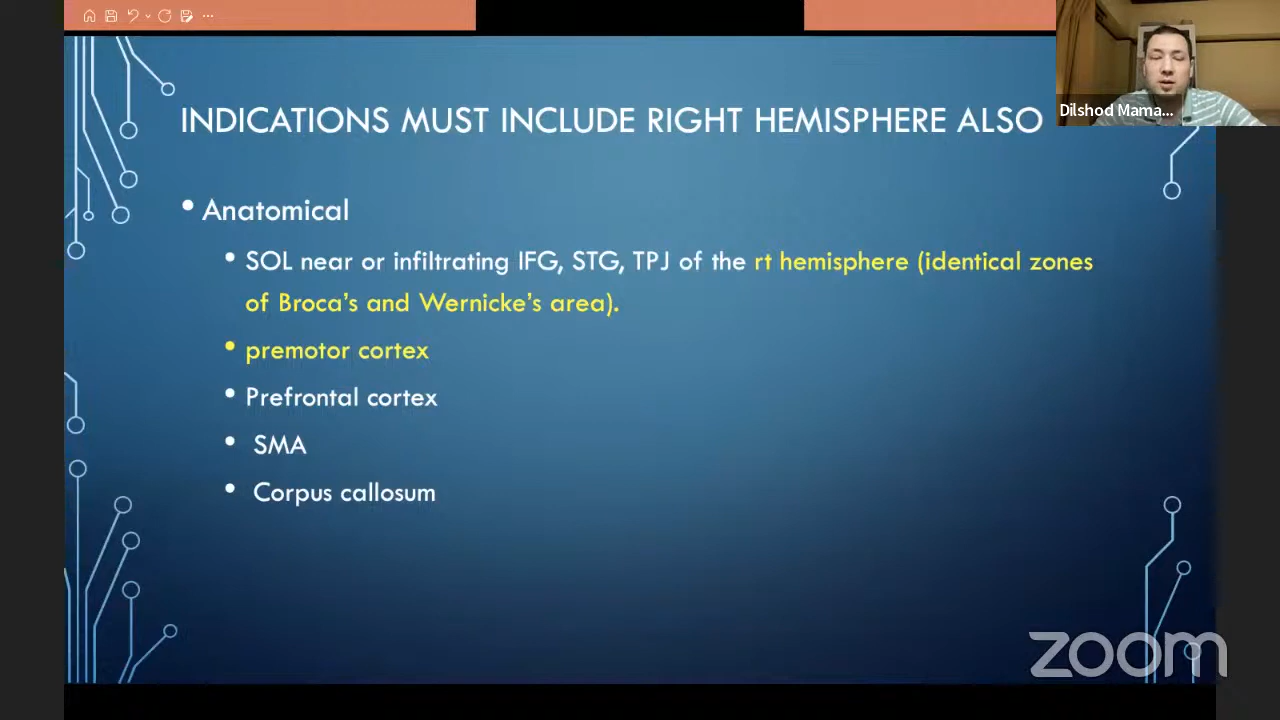 INDICATIONS MUST INCLUDE RIGHT HEMISPHERE ALSO
Dilshod Mama...
• Anatomical
• SOL near or infiltrating IFG, STG, TPJ of the rt hemisphere (identical zones
of Broca's and Wernicke's area).
• premotor cortex
• Prefrontal cortex
• SMA
• Corpus callosum
zoom